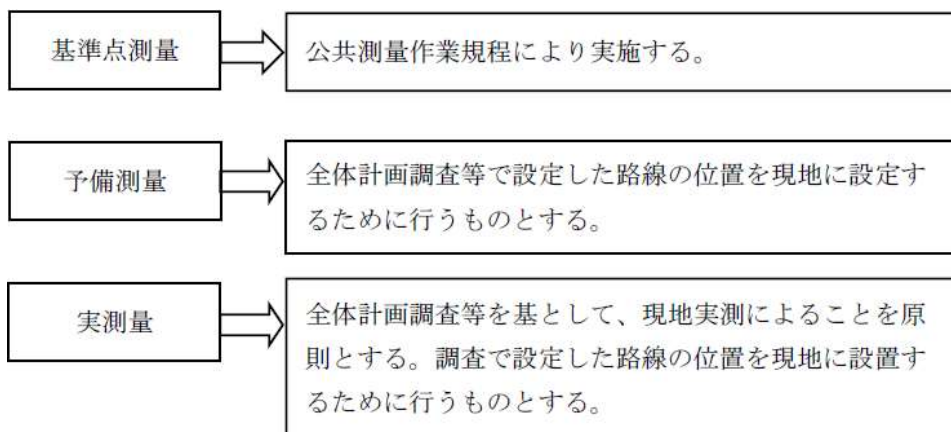 基準点測量
公共測量作業規程により実施する。
予備測量
全体計画調査等で設定した路線の位置を現地に設定す
るために行うものとする。
実測量
全体計画調査等を基として、現地実測によることを原
則とする。調査で設定した路線の位置を現地に設置す
るために行うものとする。